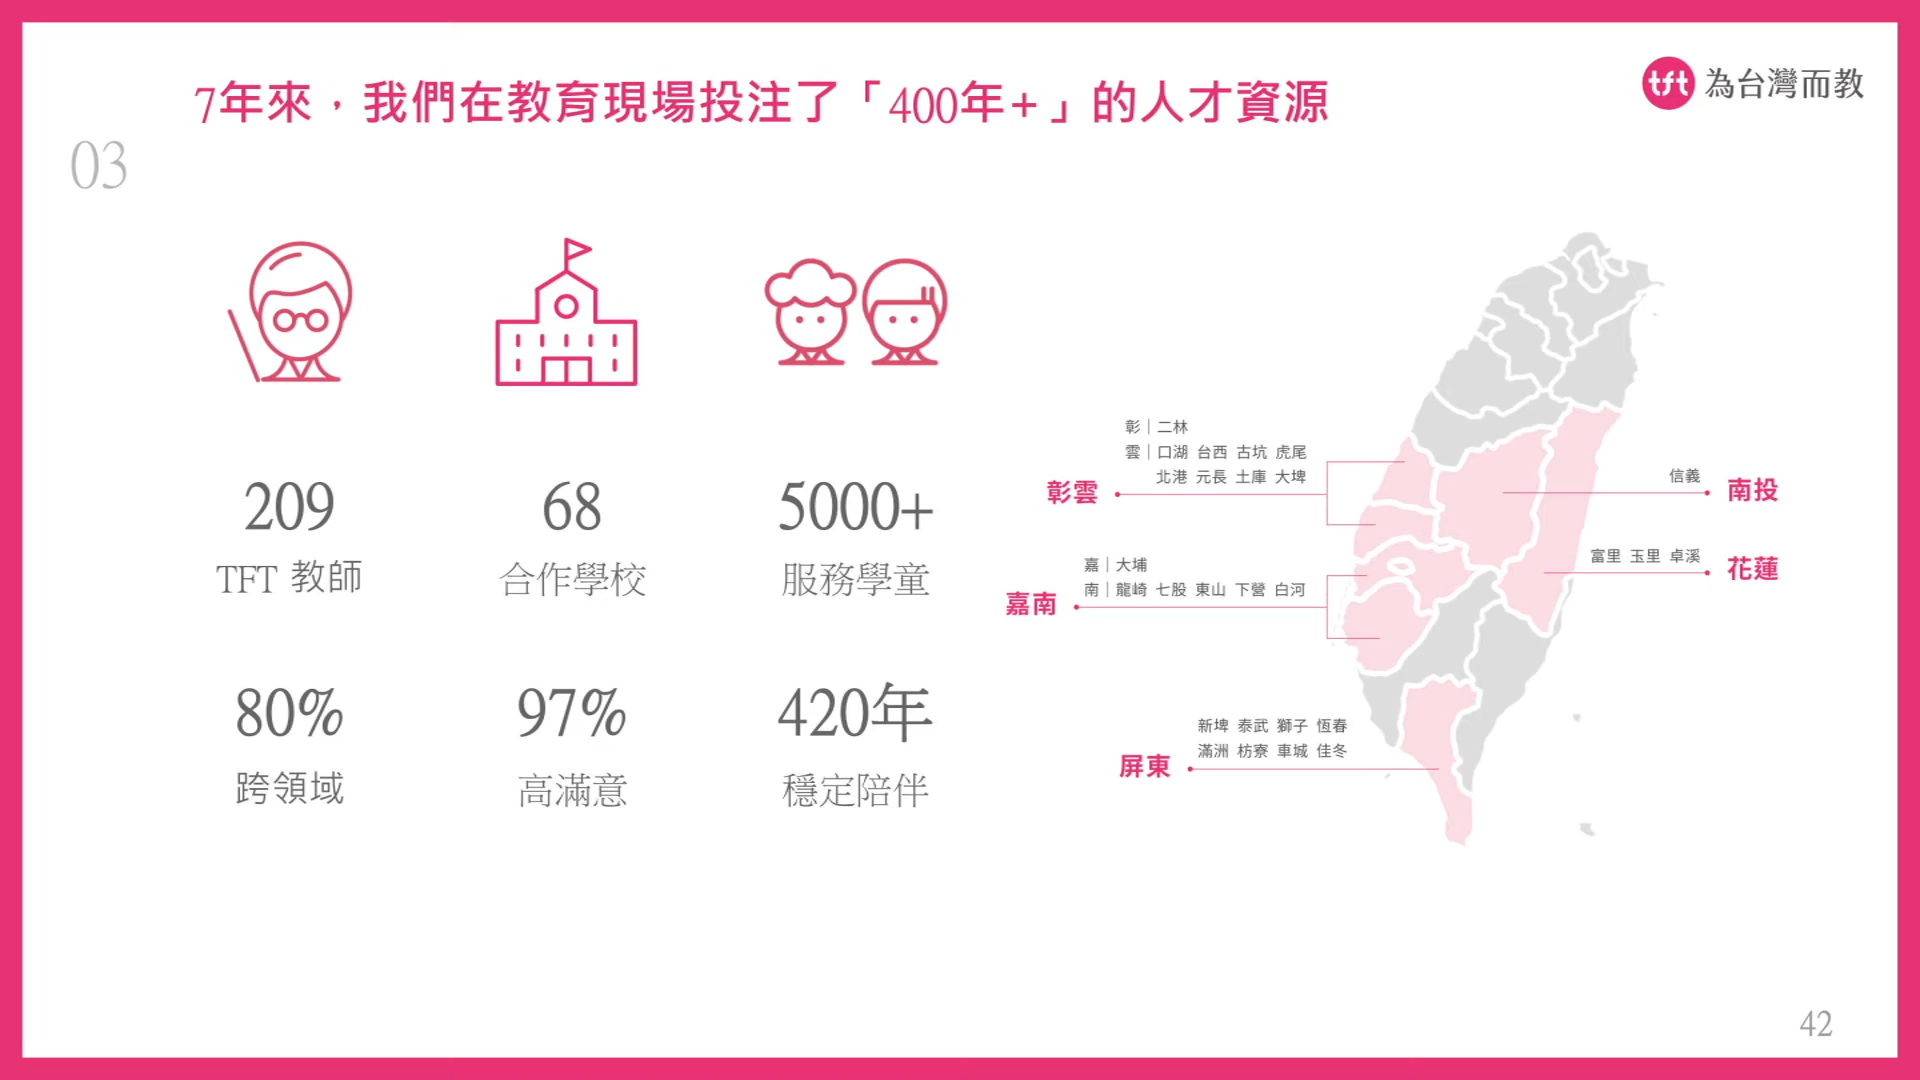 7年來，我們在教育現場投注了「400年+」的人才資源
tft 為台灣而教
03
209
TFT 教師
68
合作學校
5000+
服務學童
80%
跨領域
97%
高滿意
420年
穩定陪伴
彰雲
彰｜二林
雲｜口湖 台西 古坑 虎尾
北港 元長 土庫 大埤
嘉南
嘉｜大埔
南｜龍崎 七股 東山 下營 白河
屏東
新埤 泰武 獅子 恆春
滿洲 枋寮 車城 佳冬
信義
南投
富里 玉里 卓溪
花蓮
42